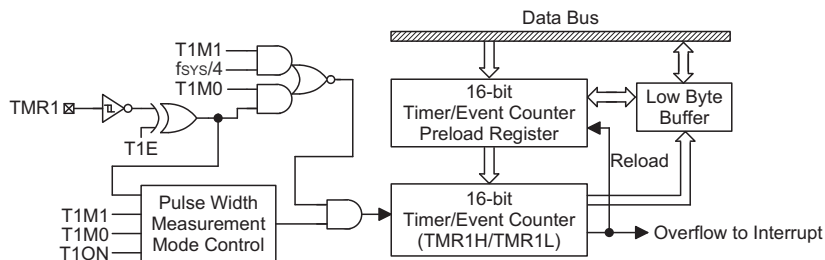 Data Bus
T1M1
fSYS/4
T1M0
TMR1
T1E
16-bit
Timer/Event Counter
Preload Register
Low Byte
Buffer
Reload
T1M1
T1M0
T1ON
Pulse Width
Measurement
Mode Control
16-bit
Timer/Event Counter
(TMR1H/TMR1L)
Overflow to Interrupt